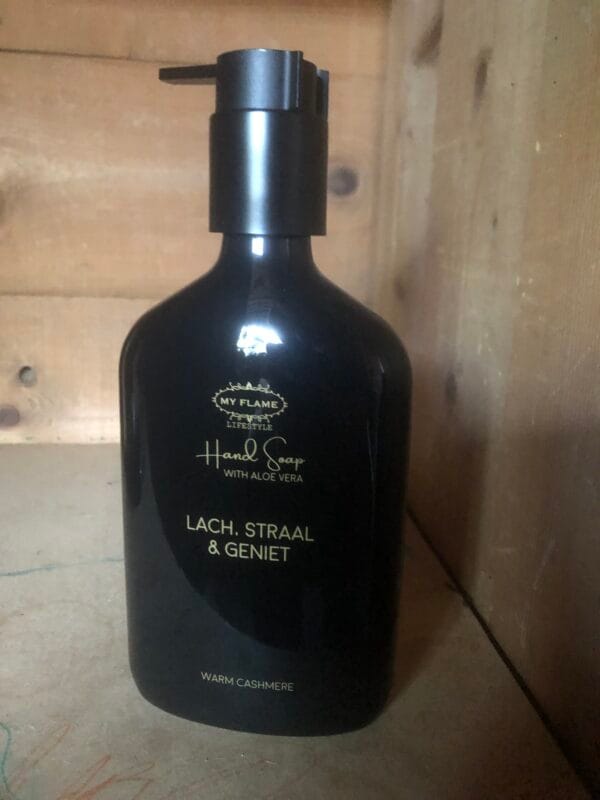 MY FLAME
LIFESTYLE
Hand Soap
WITH ALOE VERA
LACH, STRAAL
& GENIET
WARM CASHMERE